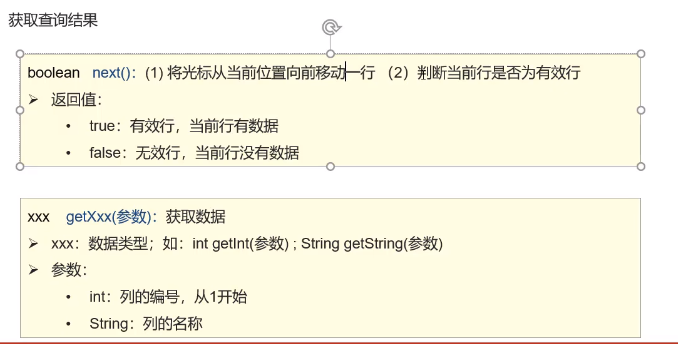 获取查询结果
boolean next()：(1) 将光标从当前位置向前移动一行 （2）判断当前行是否为有效行
➢ 返回值：
• true：有效行，当前行有数据
• false：无效行，当前行没有数据
xxx getXxx(参数)：获取数据
➢ xxx：数据类型；如：int getInt(参数) ; String getString(参数)
➢ 参数：
• int：列的编号，从1开始
• String：列的名称